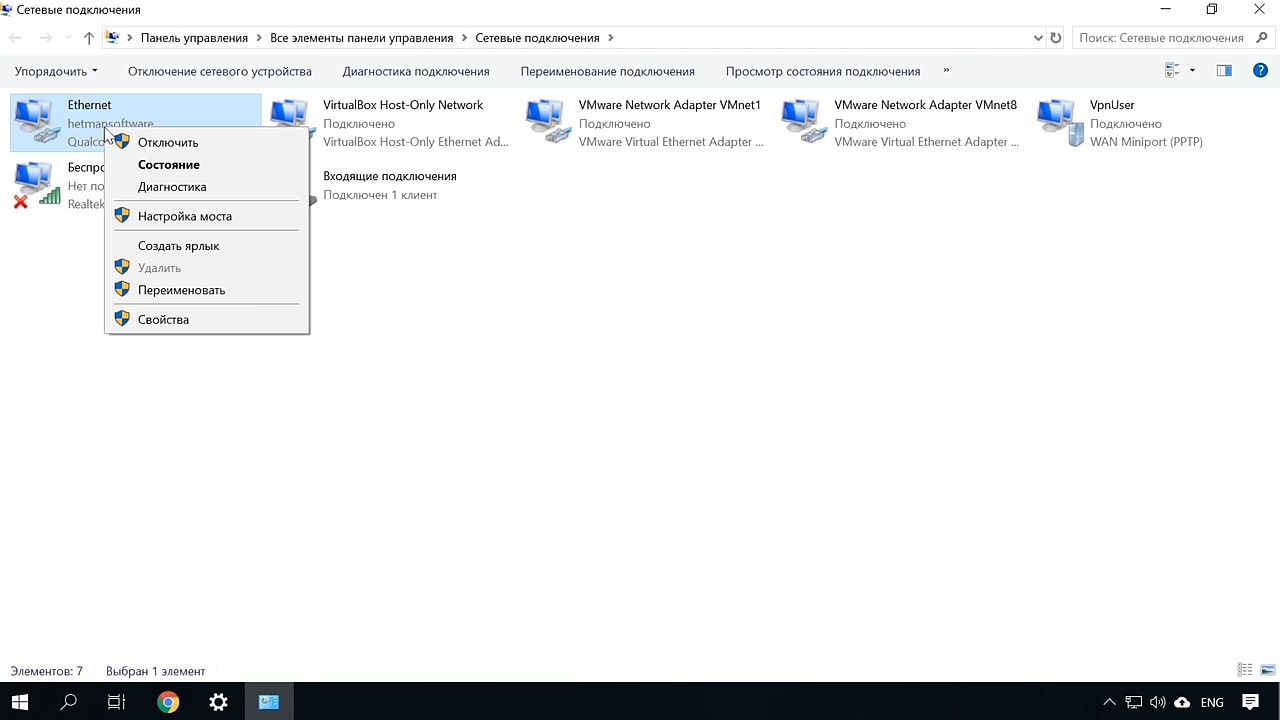 Сетевые подключения
Панель управления
Все элементы панели управления
Сетевые подключения
Поиск: Сетевые подключения
Упорядочить
Отключение сетевого устройства
Диагностика подключения
Переименование подключения
Просмотр состояния подключения
»
Ethernet
hetmansoftware
Qualco
VirtualBox Host-Only Network
Подключено
VirtualBox Host-Only Ethernet Ad...
VMware Network Adapter VMnet1
Подключено
VMware Virtual Ethernet Adapter ...
VMware Network Adapter VMnet8
Подключено
VMware Virtual Ethernet Adapter ...
VpnUser
Подключено
WAN Miniport (PPTP)
Беспро
Нет по
Realtek
Входящие подключения
Подключен 1 клиент
Отключить
Состояние
Диагностика
Настройка моста
Создать ярлык
Удалить
Переименовать
Свойства
Элементов: 7
Выбран 1 элемент
ENG